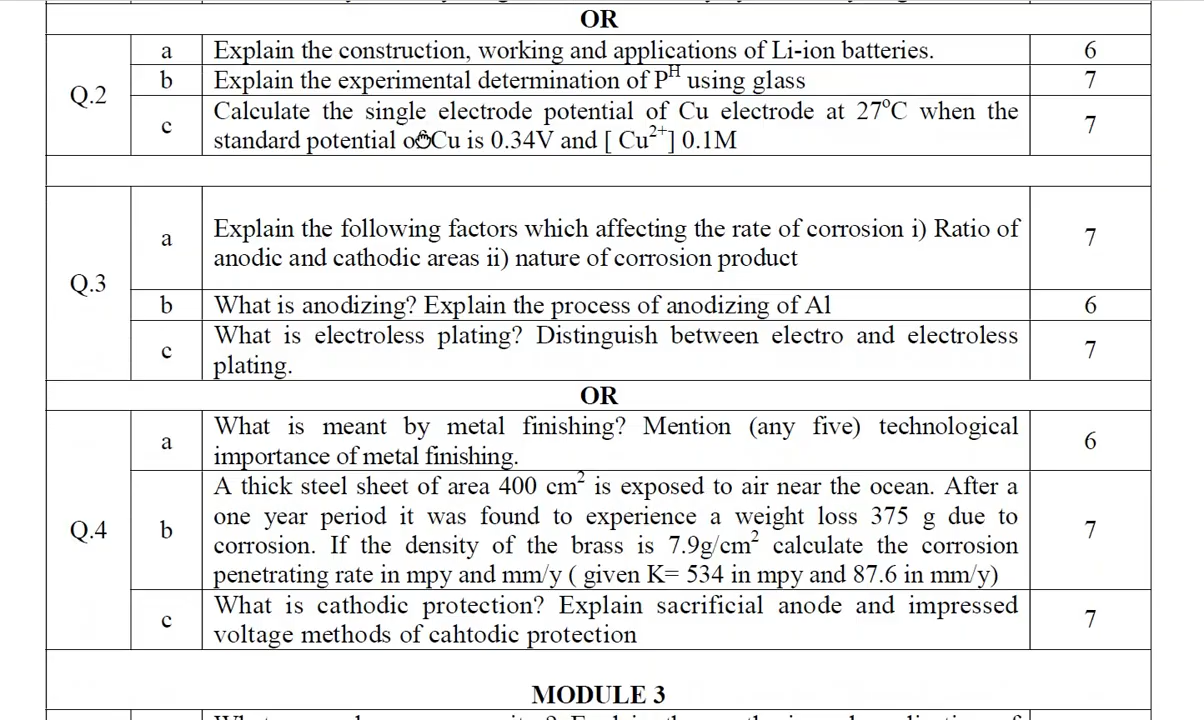 OR
Q.2
a Explain the construction, working and applications of Li-ion batteries. 6
b Explain the experimental determination of P^H using glass 7
c Calculate the single electrode potential of Cu electrode at 27°C when the
standard potential of Cu is 0.34V and [ Cu²⁺] 0.1M 7
Q.3
a Explain the following factors which affecting the rate of corrosion i) Ratio of
anodic and cathodic areas ii) nature of corrosion product 7
b What is anodizing? Explain the process of anodizing of Al 6
c What is electroless plating? Distinguish between electro and electroless
plating. 7
OR
Q.4
a What is meant by metal finishing? Mention (any five) technological
importance of metal finishing. 6
b A thick steel sheet of area 400 cm² is exposed to air near the ocean. After a
one year period it was found to experience a weight loss 375 g due to
corrosion. If the density of the brass is 7.9g/cm² calculate the corrosion
penetrating rate in mpy and mm/y ( given K= 534 in mpy and 87.6 in mm/y) 7
c What is cathodic protection? Explain sacrificial anode and impressed
voltage methods of cahtodic protection 7
MODULE 3